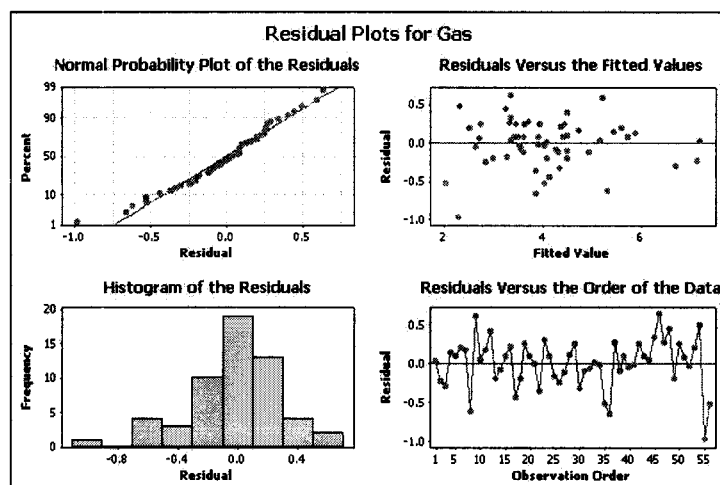 Residual Plots for Gas
Normal Probability Plot of the Residuals
99
90
50
10
1
Percent
-1.0 -0.5 0.0 0.5
Residual
Residuals Versus the Fitted Values
0.5
0.0
-0.5
-1.0
Residual
2 4 6
Fitted Value
Histogram of the Residuals
20
15
10
5
0
Frequency
-0.8 -0.4 0.0 0.4
Residual
Residuals Versus the Order of the Data
0.5
0.0
-0.5
-1.0
Residual
1 5 10 15 20 25 30 35 40 45 50 55
Observation Order